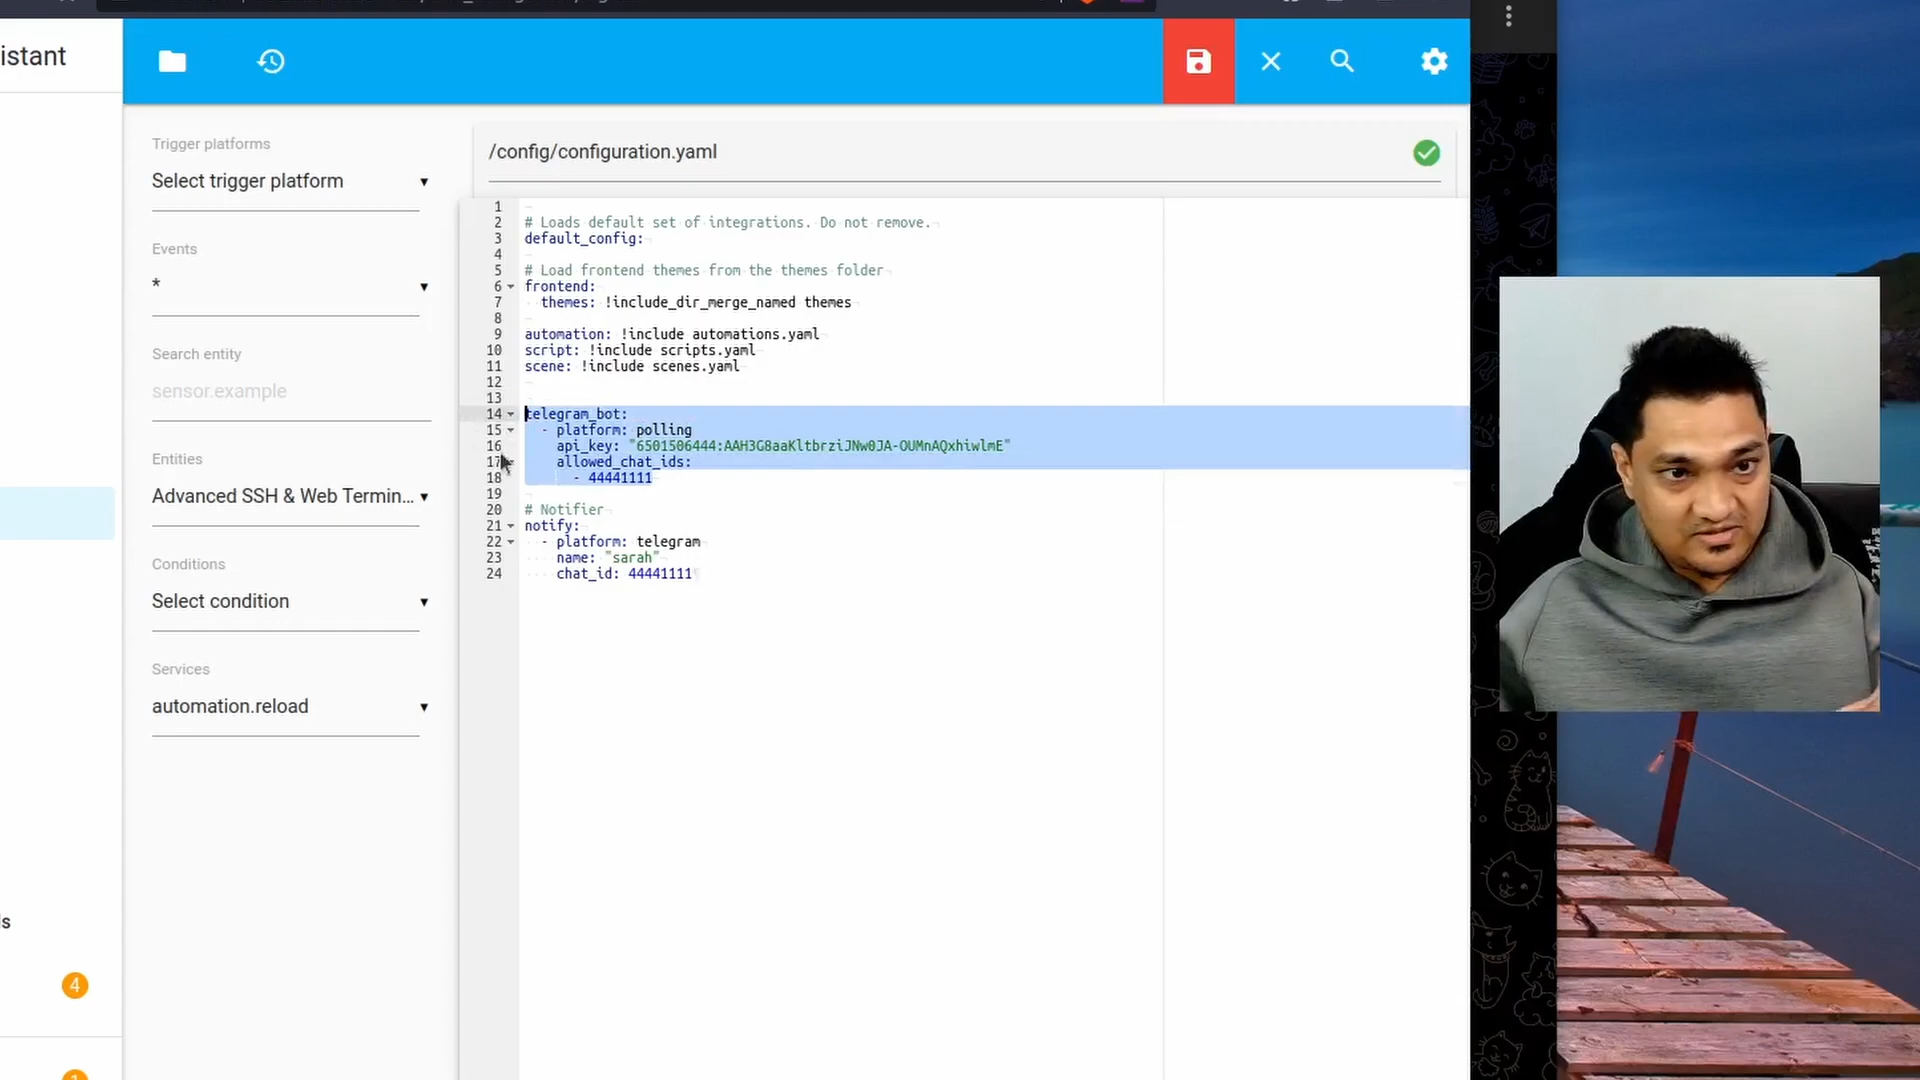 istant
Trigger platforms
Select trigger platform
Events
*
Search entity
sensor.example
Entities
Advanced SSH & Web Termin...
Conditions
Select condition
Services
automation.reload
4
/config/configuration.yaml
1
2 # Loads default set of integrations. Do not remove.
3 default_config:
4
5 # Load frontend themes from the themes folder
6 frontend:
7 themes: !include_dir_merge_named themes
8
9 automation: !include automations.yaml
10 script: !include scripts.yaml
11 scene: !include scenes.yaml
12
13
14 telegram_bot:
15 - platform: polling
16 api_key: "6501506444:AAH3G8aaKltbrziJNw0JA-OUMnAQxhiwlmE"
17 allowed_chat_ids:
18 - 44441111
19
20 # Notifier
21 notify:
22 - platform: telegram
23 name: "sarah"
24 chat_id: 44441111